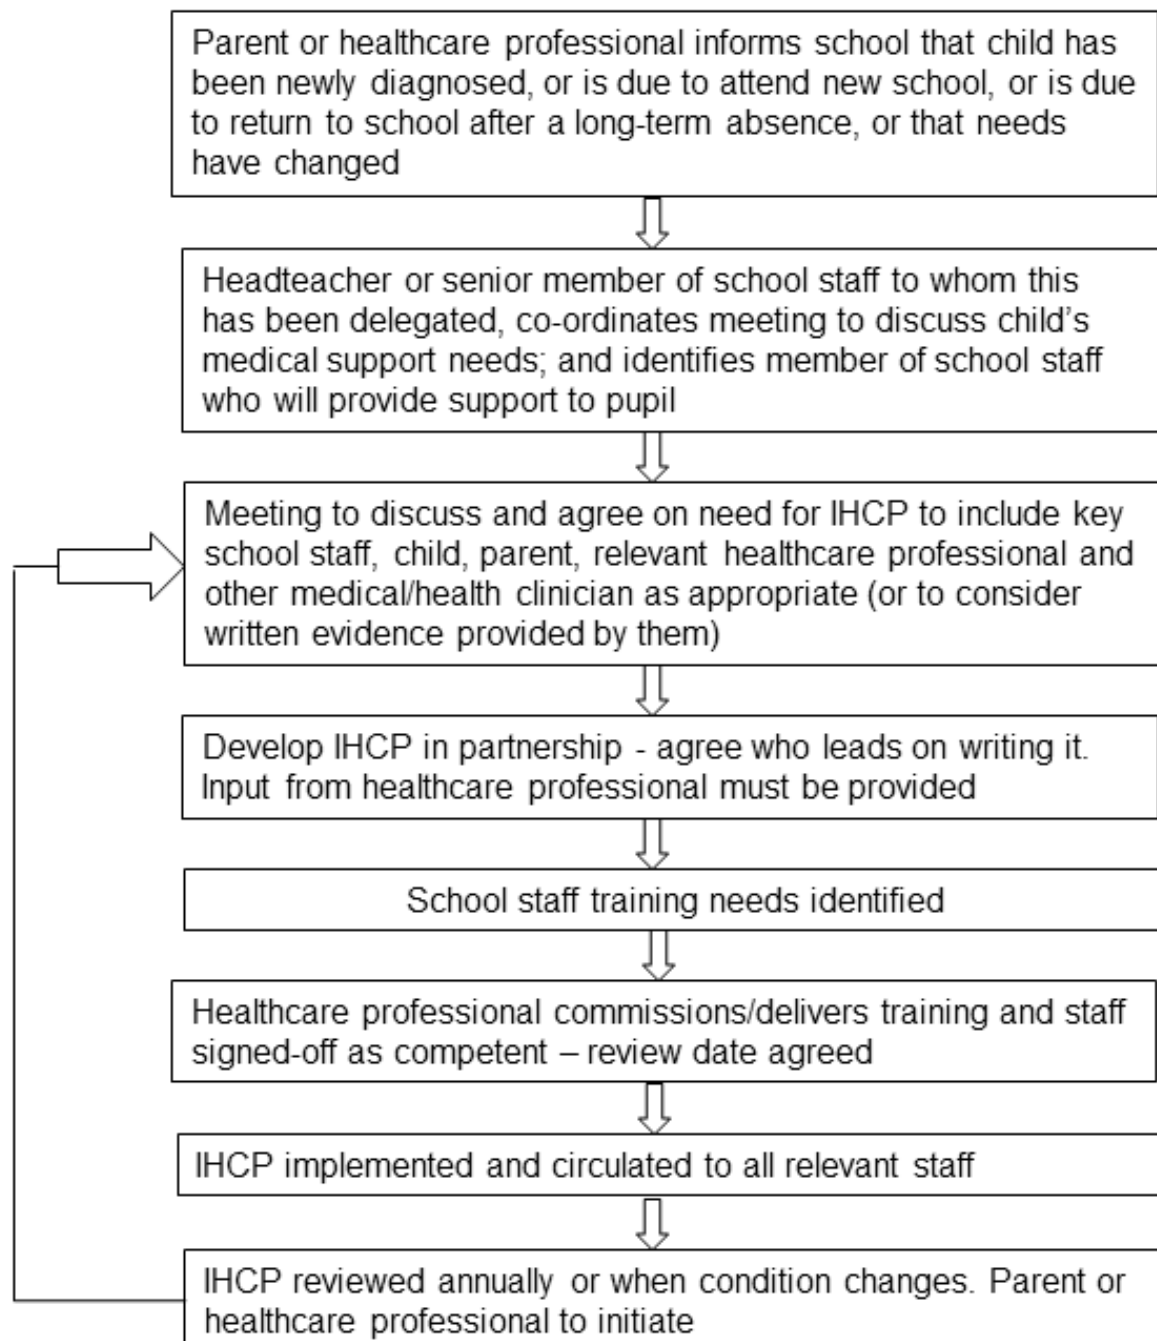 Parent or healthcare professional informs school that child has
been newly diagnosed, or is due to attend new school, or is due
to return to school after a long-term absence, or that needs
have changed
Headteacher or senior member of school staff to whom this
has been delegated, co-ordinates meeting to discuss child's
medical support needs; and identifies member of school staff
who will provide support to pupil
Meeting to discuss and agree on need for IHCP to include key
school staff, child, parent, relevant healthcare professional and
other medical/health clinician as appropriate (or to consider
written evidence provided by them)
Develop IHCP in partnership - agree who leads on writing it.
Input from healthcare professional must be provided
School staff training needs identified
Healthcare professional commissions/delivers training and staff
signed-off as competent – review date agreed
IHCP implemented and circulated to all relevant staff
IHCP reviewed annually or when condition changes. Parent or
healthcare professional to initiate